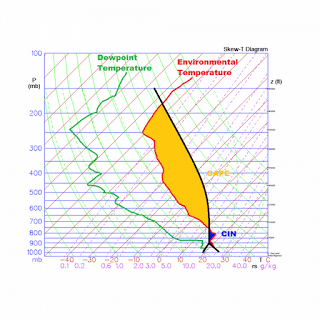 Skew-T Diagram
Dewpoint
Temperature
Environmental
Temperature
P
(mb)
z (ft)
100
200
300
400
500
600
700
800
900
1000
CAPE
CIN
mb -40 -30 -20 -10 0 10 20 30 40 T C
0.1 0.2 0.6 1.0 2.0 3.0 5.0 10.0 20.0 40.0 m g/kg